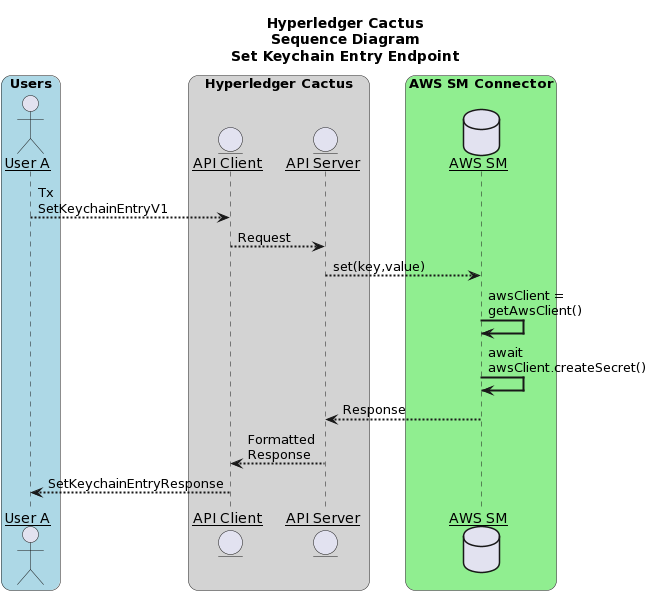 Hyperledger Cactus
Sequence Diagram
Set Keychain Entry Endpoint
Users
Hyperledger Cactus
AWS SM Connector
User A
API Client
API Server
AWS SM
Tx
SetKeychainEntryV1
Request
set(key,value)
awsClient =
getAwsClient()
await
awsClient.createSecret()
Response
Formatted
Response
SetKeychainEntryResponse
User A
API Client
API Server
AWS SM